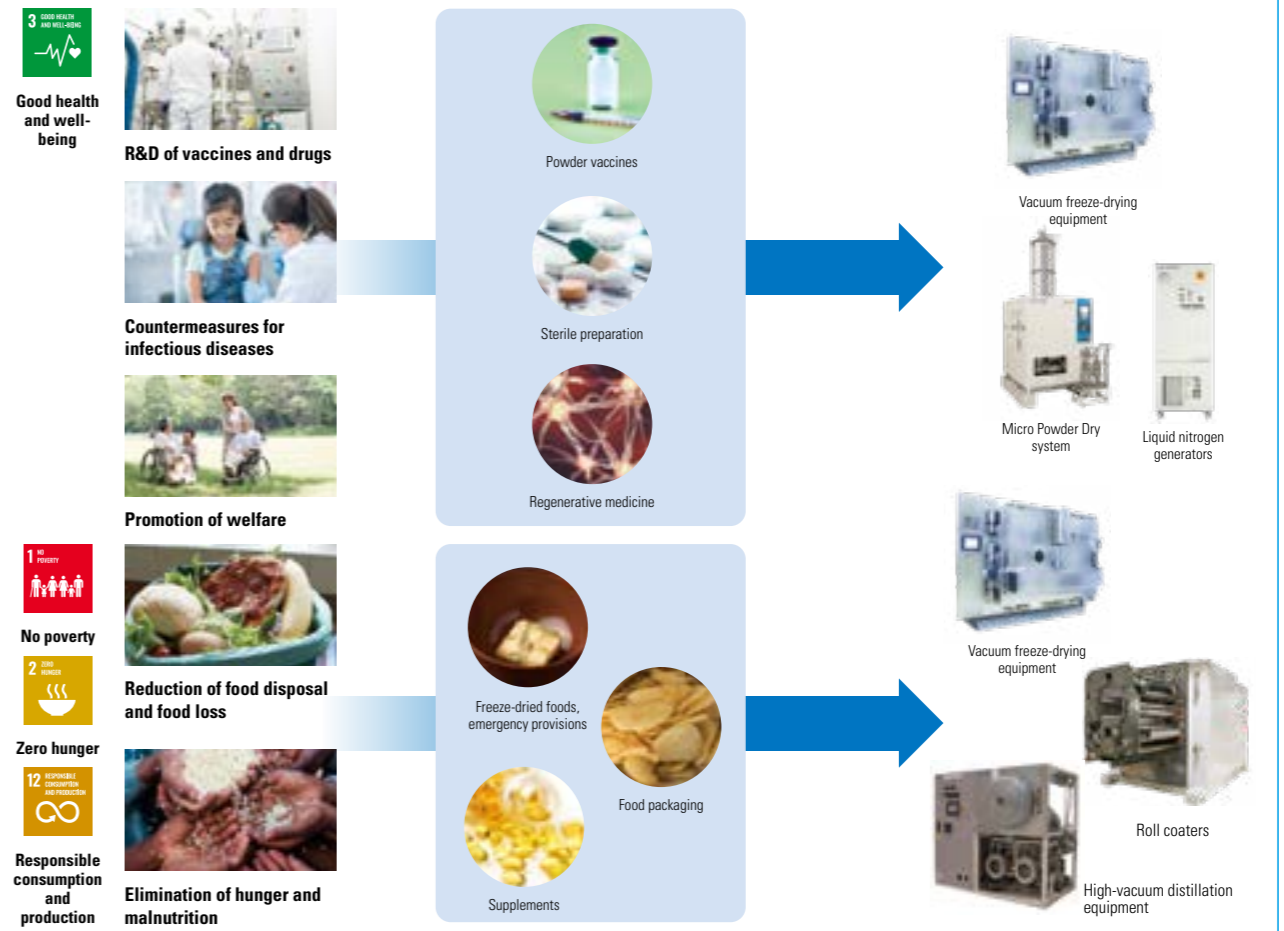 3 GOOD HEALTH
AND WELL-BEING
Good health
and well-
being
R&D of vaccines and drugs
Countermeasures for
infectious diseases
Promotion of welfare
Powder vaccines
Sterile preparation
Regenerative medicine
Vacuum freeze-drying
equipment
Micro Powder Dry
system
Liquid nitrogen
generators
1 NO
POVERTY
No poverty
2 ZERO
HUNGER
Zero hunger
12 RESPONSIBLE
CONSUMPTION
AND PRODUCTION
Responsible
consumption
and
production
Reduction of food disposal
and food loss
Elimination of hunger and
malnutrition
Freeze-dried foods,
emergency provisions
Food packaging
Supplements
Vacuum freeze-drying
equipment
Roll coaters
High-vacuum distillation
equipment